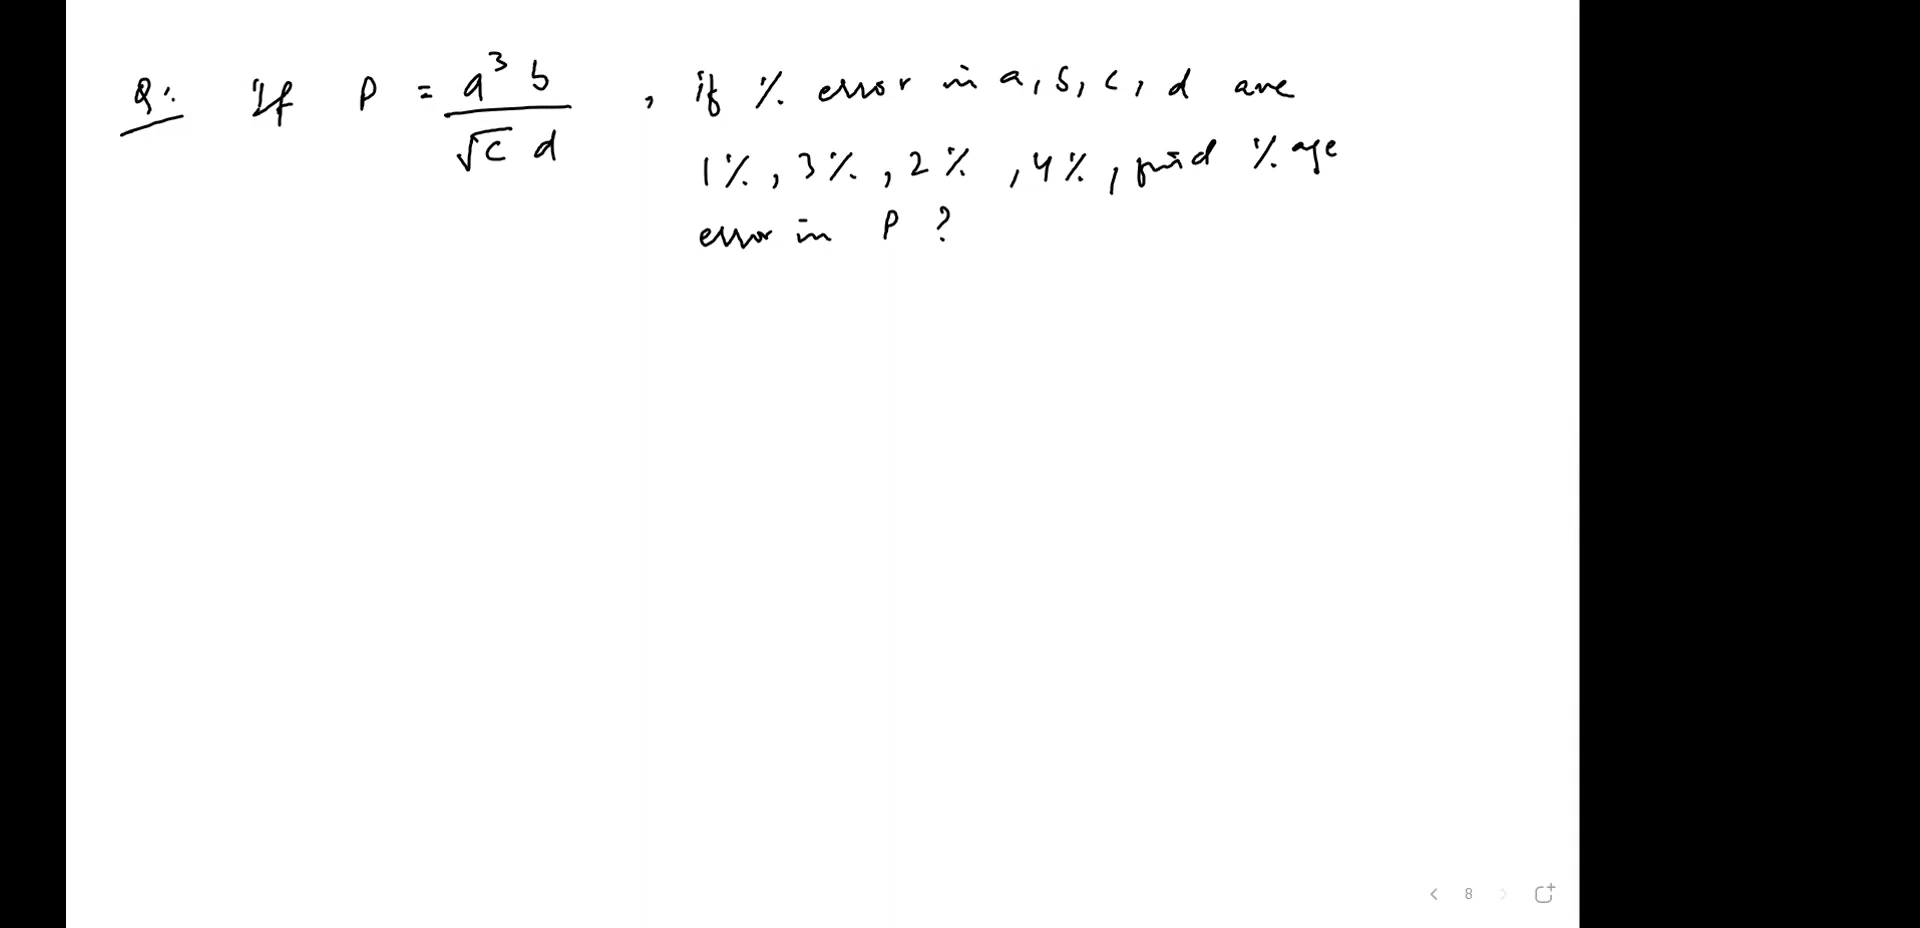 Q:. If P = a³ b / √c d , if % error in a, b, c, d are
1%, 3%, 2%, 4%, find %age
error in P ?
8